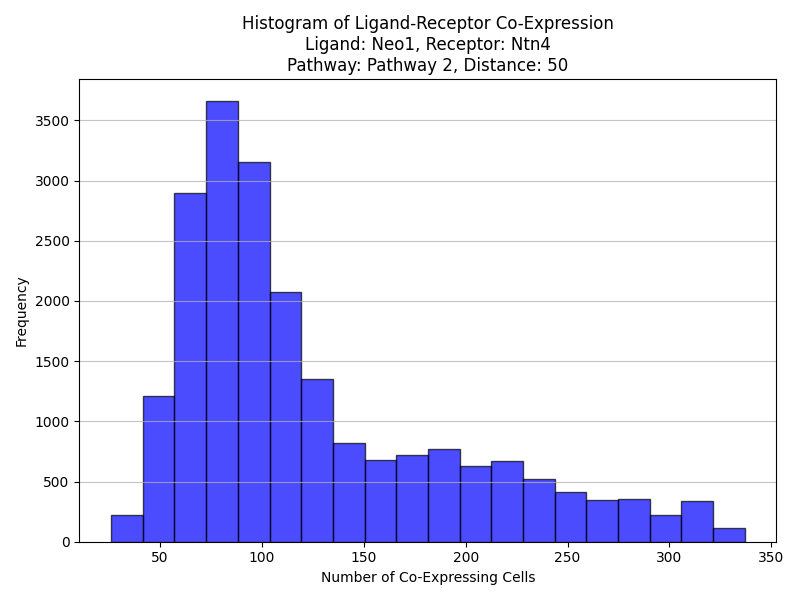 Histogram of Ligand-Receptor Co-Expression
Ligand: Neo1, Receptor: Ntn4
Pathway: Pathway 2, Distance: 50
3500
3000
2500
2000
1500
1000
500
0
Frequency
50 100 150 200 250 300 350
Number of Co-Expressing Cells